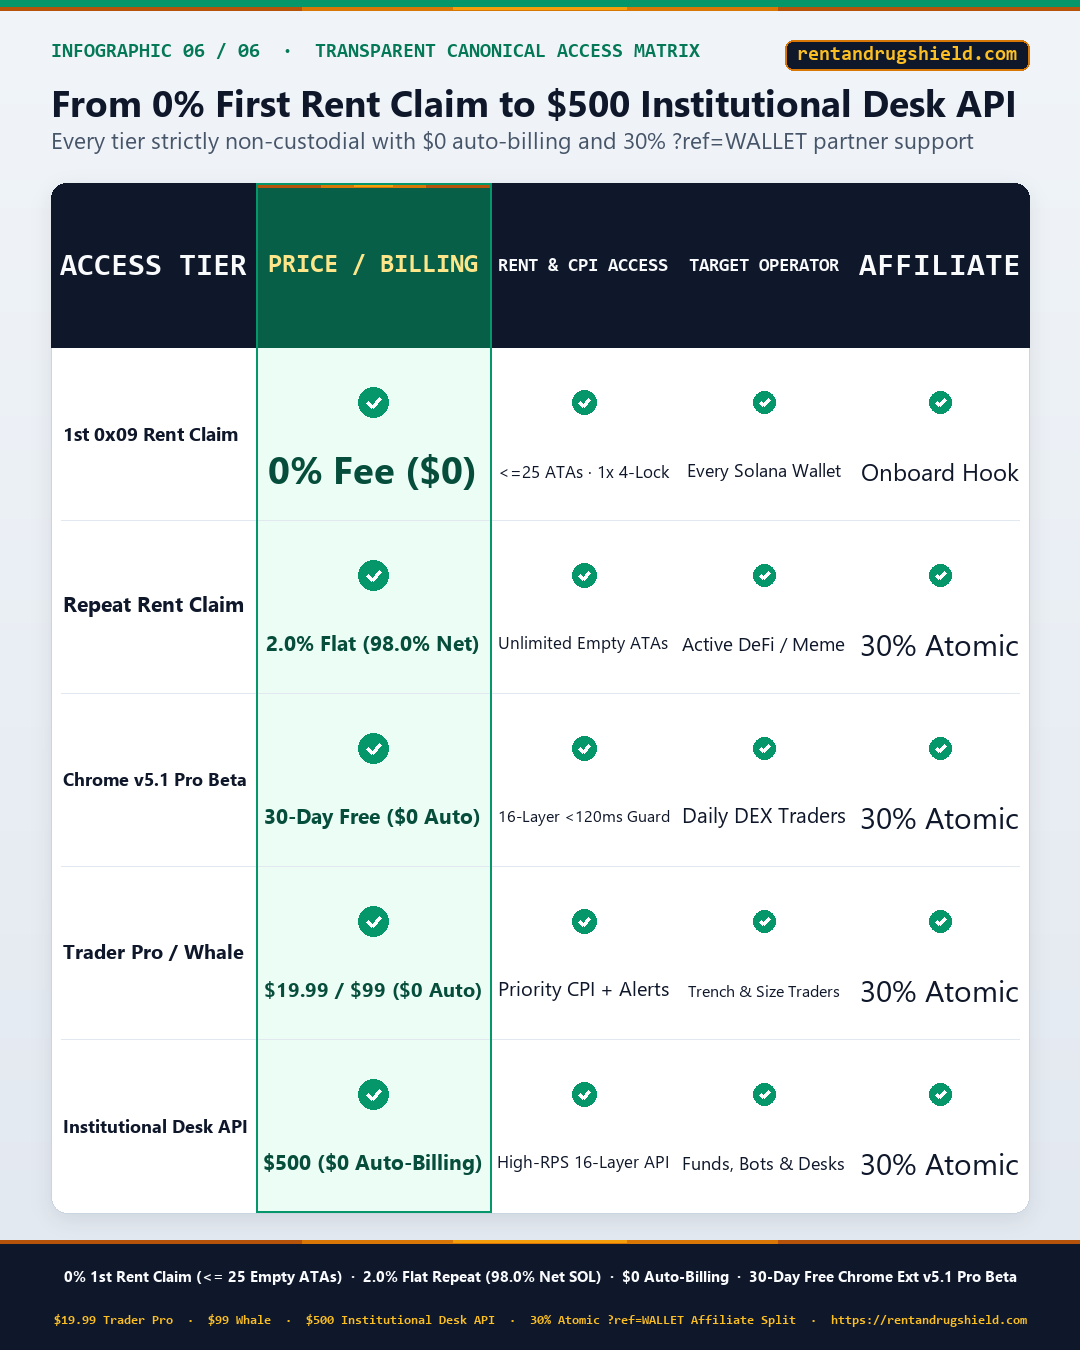 INFOGRAPHIC 06 / 06 · TRANSPARENT CANONICAL ACCESS MATRIX
rentandrugshield.com
From 0% First Rent Claim to $500 Institutional Desk API
Every tier strictly non-custodial with $0 auto-billing and 30% ?ref=WALLET partner support
ACCESS TIER PRICE / BILLING RENT & CPI ACCESS TARGET OPERATOR AFFILIATE
1st 0x09 Rent Claim
0% Fee ($0) <=25 ATAs · 1x 4-Lock Every Solana Wallet Onboard Hook
Repeat Rent Claim
2.0% Flat (98.0% Net) Unlimited Empty ATAs Active DeFi / Meme 30% Atomic
Chrome v5.1 Pro Beta
30-Day Free ($0 Auto) 16-Layer <120ms Guard Daily DEX Traders 30% Atomic
Trader Pro / Whale
$19.99 / $99 ($0 Auto) Priority CPI + Alerts Trench & Size Traders 30% Atomic
Institutional Desk API
$500 ($0 Auto-Billing) High-RPS 16-Layer API Funds, Bots & Desks 30% Atomic
0% 1st Rent Claim (<= 25 Empty ATAs) · 2.0% Flat Repeat (98.0% Net SOL) · $0 Auto-Billing · 30-Day Free Chrome Ext v5.1 Pro Beta
$19.99 Trader Pro · $99 Whale · $500 Institutional Desk API · 30% Atomic ?ref=WALLET Affiliate Split · https://rentandrugshield.com